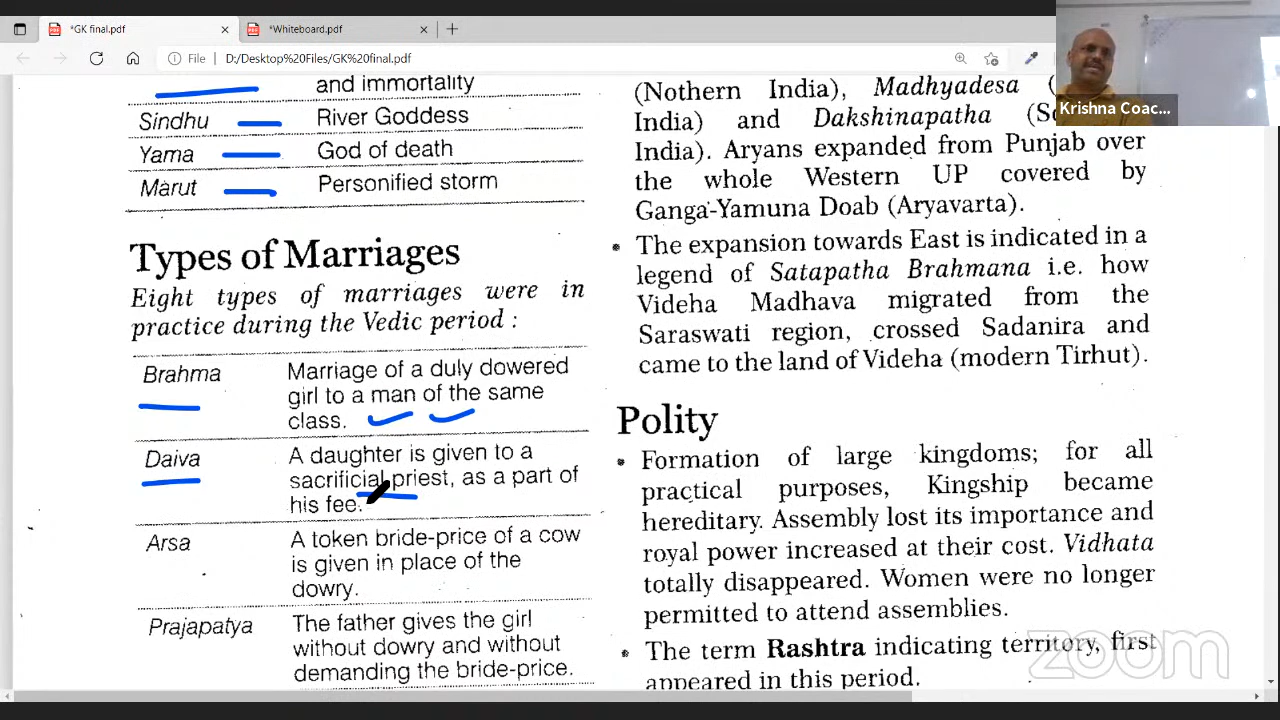 *GK final.pdf
*Whiteboard.pdf
File
D:/Desktop%20Files/GK%20final.pdf
Krishna Coac...
and immortality
Sindhu River Goddess
Yama God of death
Marut Personified storm
Types of Marriages
Eight types of marriages were in
practice during the Vedic period :
Brahma Marriage of a duly dowered
girl to a man of the same
class.
Daiva A daughter is given to a
sacrificial priest, as a part of
his fee.
Arsa A token bride-price of a cow
is given in place of the
dowry.
Prajapatya The father gives the girl
without dowry and without
demanding the bride-price.
(Nothern India), Madhyadesa
India) and Dakshinapatha
India). Aryans expanded from Punjab over
the whole Western UP covered by
Ganga-Yamuna Doab (Aryavarta).
• The expansion towards East is indicated in a
legend of Satapatha Brahmana i.e. how
Videha Madhava migrated from the
Saraswati region, crossed Sadanira and
came to the land of Videha (modern Tirhut).
Polity
• Formation of large kingdoms; for all
practical purposes, Kingship became
hereditary. Assembly lost its importance and
royal power increased at their cost. Vidhata
totally disappeared. Women were no longer
permitted to attend assemblies.
• The term Rashtra indicating territory, first
appeared in this period.
zoom